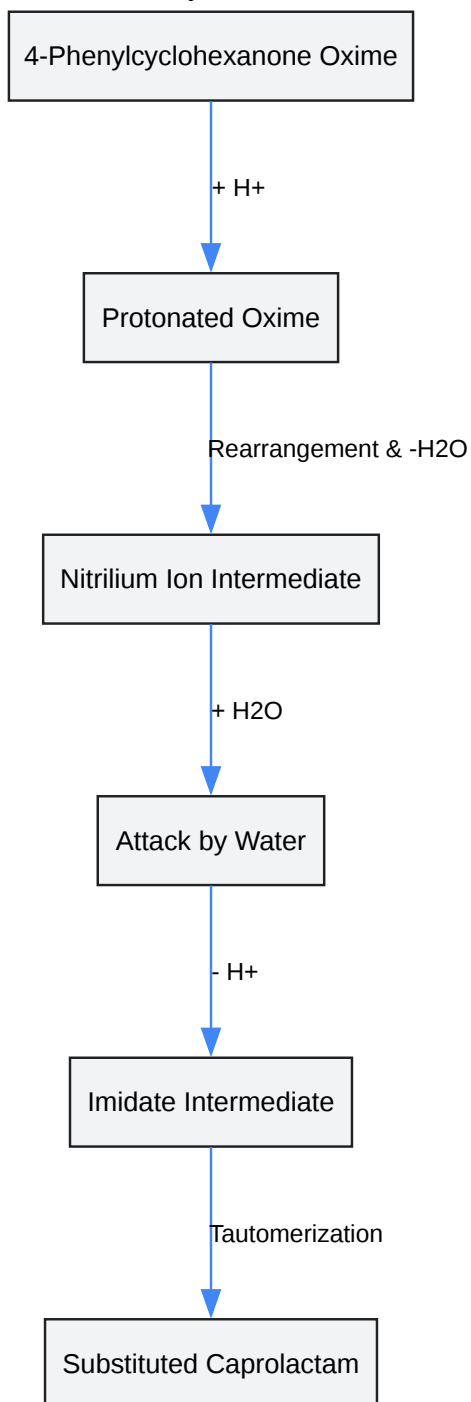 4-Phenylcyclohexanone Oxime
+ H+
Protonated Oxime
Rearrangement & -H2O
Nitrilium Ion Intermediate
+ H2O
Attack by Water
- H+
Imidate Intermediate
Tautomerization
Substituted Caprolactam